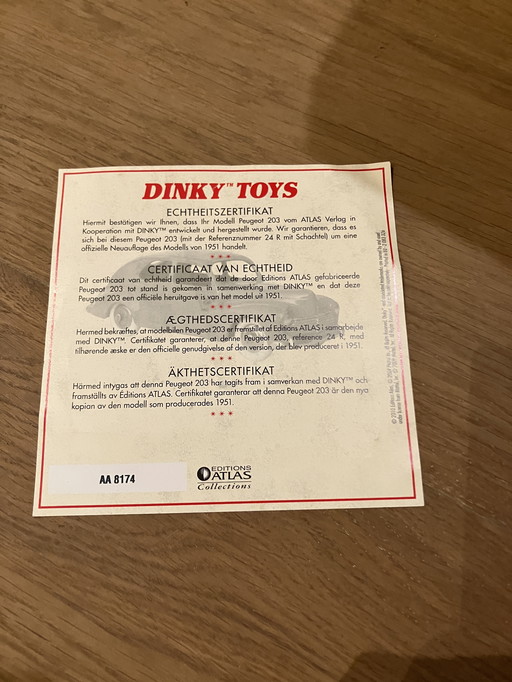 DINKY™ TOYS
ECHTHEITSZERTIFIKAT
Hiermit bestätigen wir Ihnen, dass Ihr Modell Peugeot 203 vom ATLAS Verlag in
Kooperation mit DINKY™ entwickelt und hergestellt wurde. Wir garantieren, dass es
sich bei diesem Peugeot 203 (mit der Referenznummer 24 R mit Schachtel) um eine
offizielle Neuauflage des Modells von 1951 handelt.
* * *
CERTIFICAAT VAN ECHTHEID
Dit certificaat van echtheid garandeert dat de door Editions ATLAS gefabriceerde
Peugeot 203 tot stand is gekomen in samenwerking met DINKY™ en dat deze
Peugeot 203 een officiële heruitgave is van het model uit 1951.
* * *
ÆGTHEDSCERTIFIKAT
Hermed bekræftes, at modelbilen Peugeot 203 er fremstillet af Editions ATLAS i samarbejde
med DINKY™. Certifikatet garanterer, at denne Peugeot 203, reference 24 R, med
tilhørende æske er den officielle genudgivelse af den version, der blev produceret i 1951.
* * *
ÄKTHETSCERTIFIKAT
Härmed intygas att denna Peugeot 203 har tagits fram i samverkan med DINKY™ och
framställts av Éditions ATLAS. Certifikatet garanterar att denna Peugeot 203 är den nya
kopian av den modell som producerades 1951.
* * *
AA 8174
EDITIONS
ATLAS
Collections